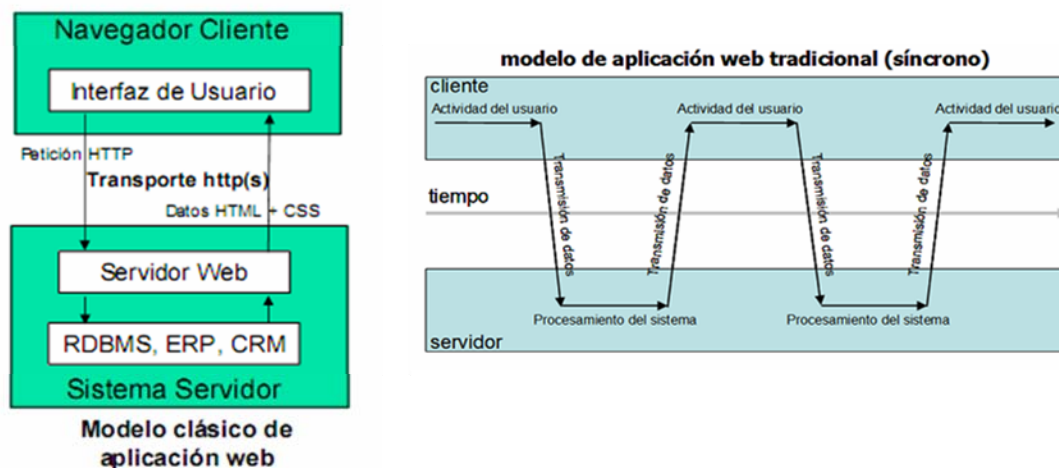 Navegador Cliente
Interfaz de Usuario
Petición HTTP
Transporte http(s)
Datos HTML + CSS
Servidor Web
RDBMS, ERP, CRM
Sistema Servidor
Modelo clásico de
aplicación web
modelo de aplicación web tradicional (síncrono)
cliente
Actividad del usuario
Actividad del usuario
Actividad del usuario
Transmisión de datos
Transmisión de datos
Transmisión de datos
Transmisión de datos
tiempo
Procesamiento del sistema
Procesamiento del sistema
servidor